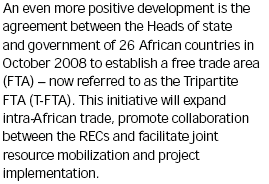 An even more positive development is the
agreement between the Heads of state
and government of 26 African countries in
October 2008 to establish a free trade area
(FTA) – now referred to as the Tripartite
FTA (T-FTA). This initiative will expand
intra-African trade, promote collaboration
between the RECs and facilitate joint
resource mobilization and project
implementation.